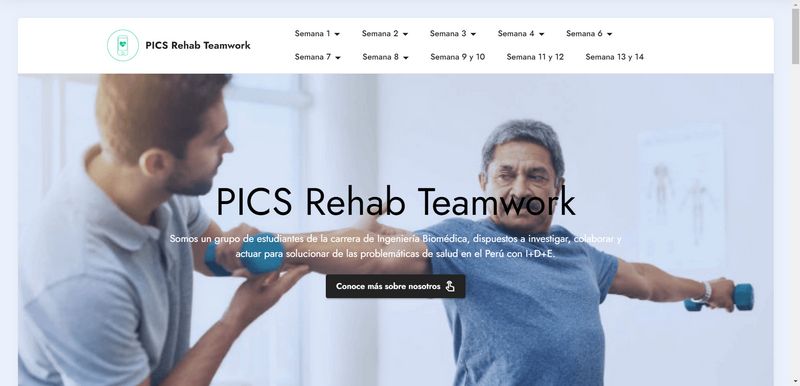 PICS Rehab Teamwork
Semana 1 Semana 2 Semana 3 Semana 4 Semana 6
Semana 7 Semana 8 Semana 9 y 10 Semana 11 y 12 Semana 13 y 14
PICS Rehab Teamwork
Somos un grupo de estudiantes de la carrera de Ingeniería Biomédica, dispuestos a investigar, colaborar y
actuar para solucionar de las problemáticas de salud en el Perú con I+D+E.
Conoce más sobre nosotros